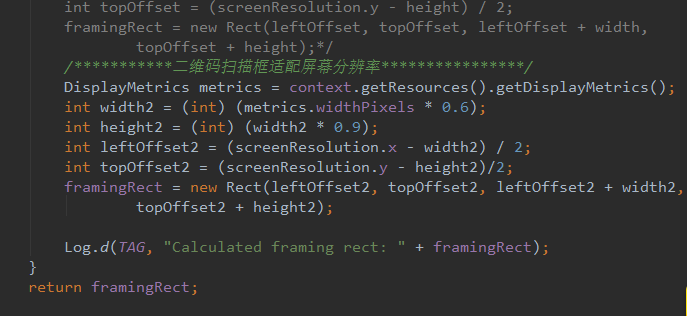 int topOffset = (screenResolution.y - height) / 2;
framingRect = new Rect(leftOffset, topOffset, leftOffset + width,
topOffset + height);*/
/***********二维码扫描框适配屏幕分辨率****************/
DisplayMetrics metrics = context.getResources().getDisplayMetrics();
int width2 = (int) (metrics.widthPixels * 0.6);
int height2 = (int) (width2 * 0.9);
int leftOffset2 = (screenResolution.x - width2) / 2;
int topOffset2 = (screenResolution.y - height2)/2;
framingRect = new Rect(leftOffset2, topOffset2, leftOffset2 + width2,
topOffset2 + height2);
Log.d(TAG, "Calculated framing rect: " + framingRect);
}
return framingRect;